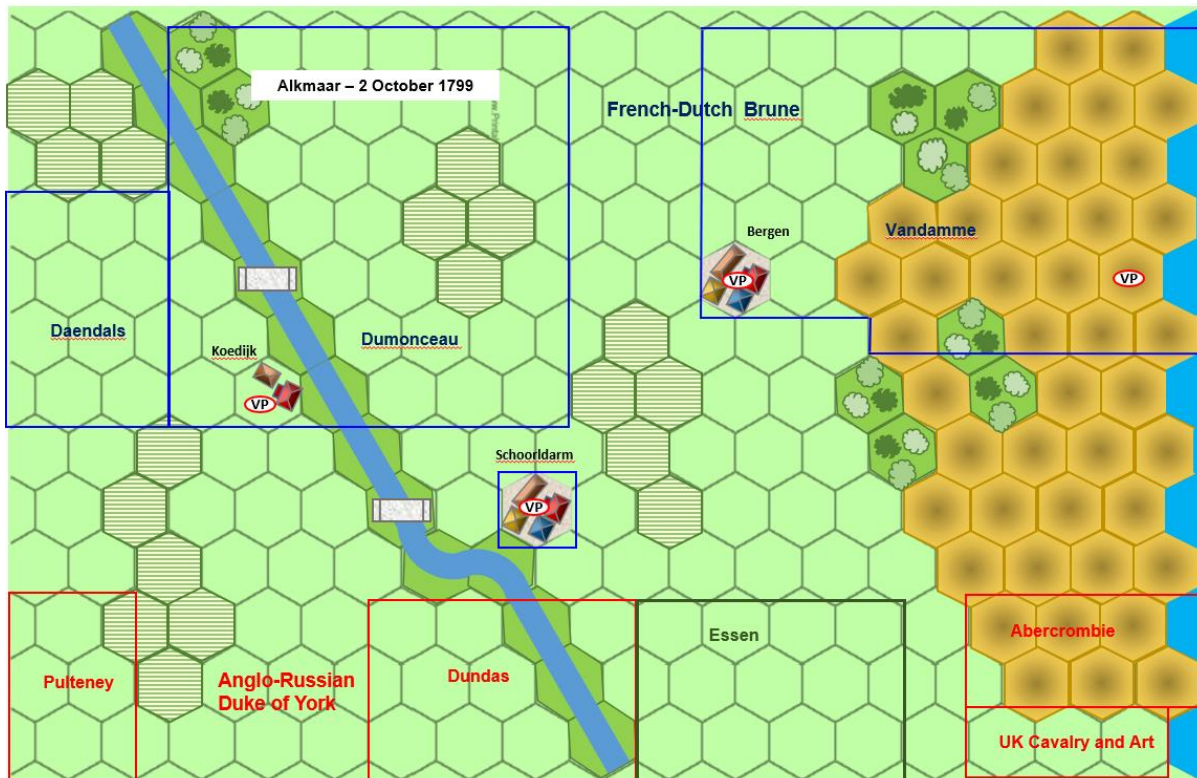 Alkmaar – 2 October 1799
French-Dutch Brune
Bergen
Vandamme
VP
VP
Daendals
Dumonceau
Koedijk
VP
Schoorldarm
VP
Essen
Abercrombie
Pulteney
Anglo-Russian
Duke of York
Dundas
UK Cavalry and Art